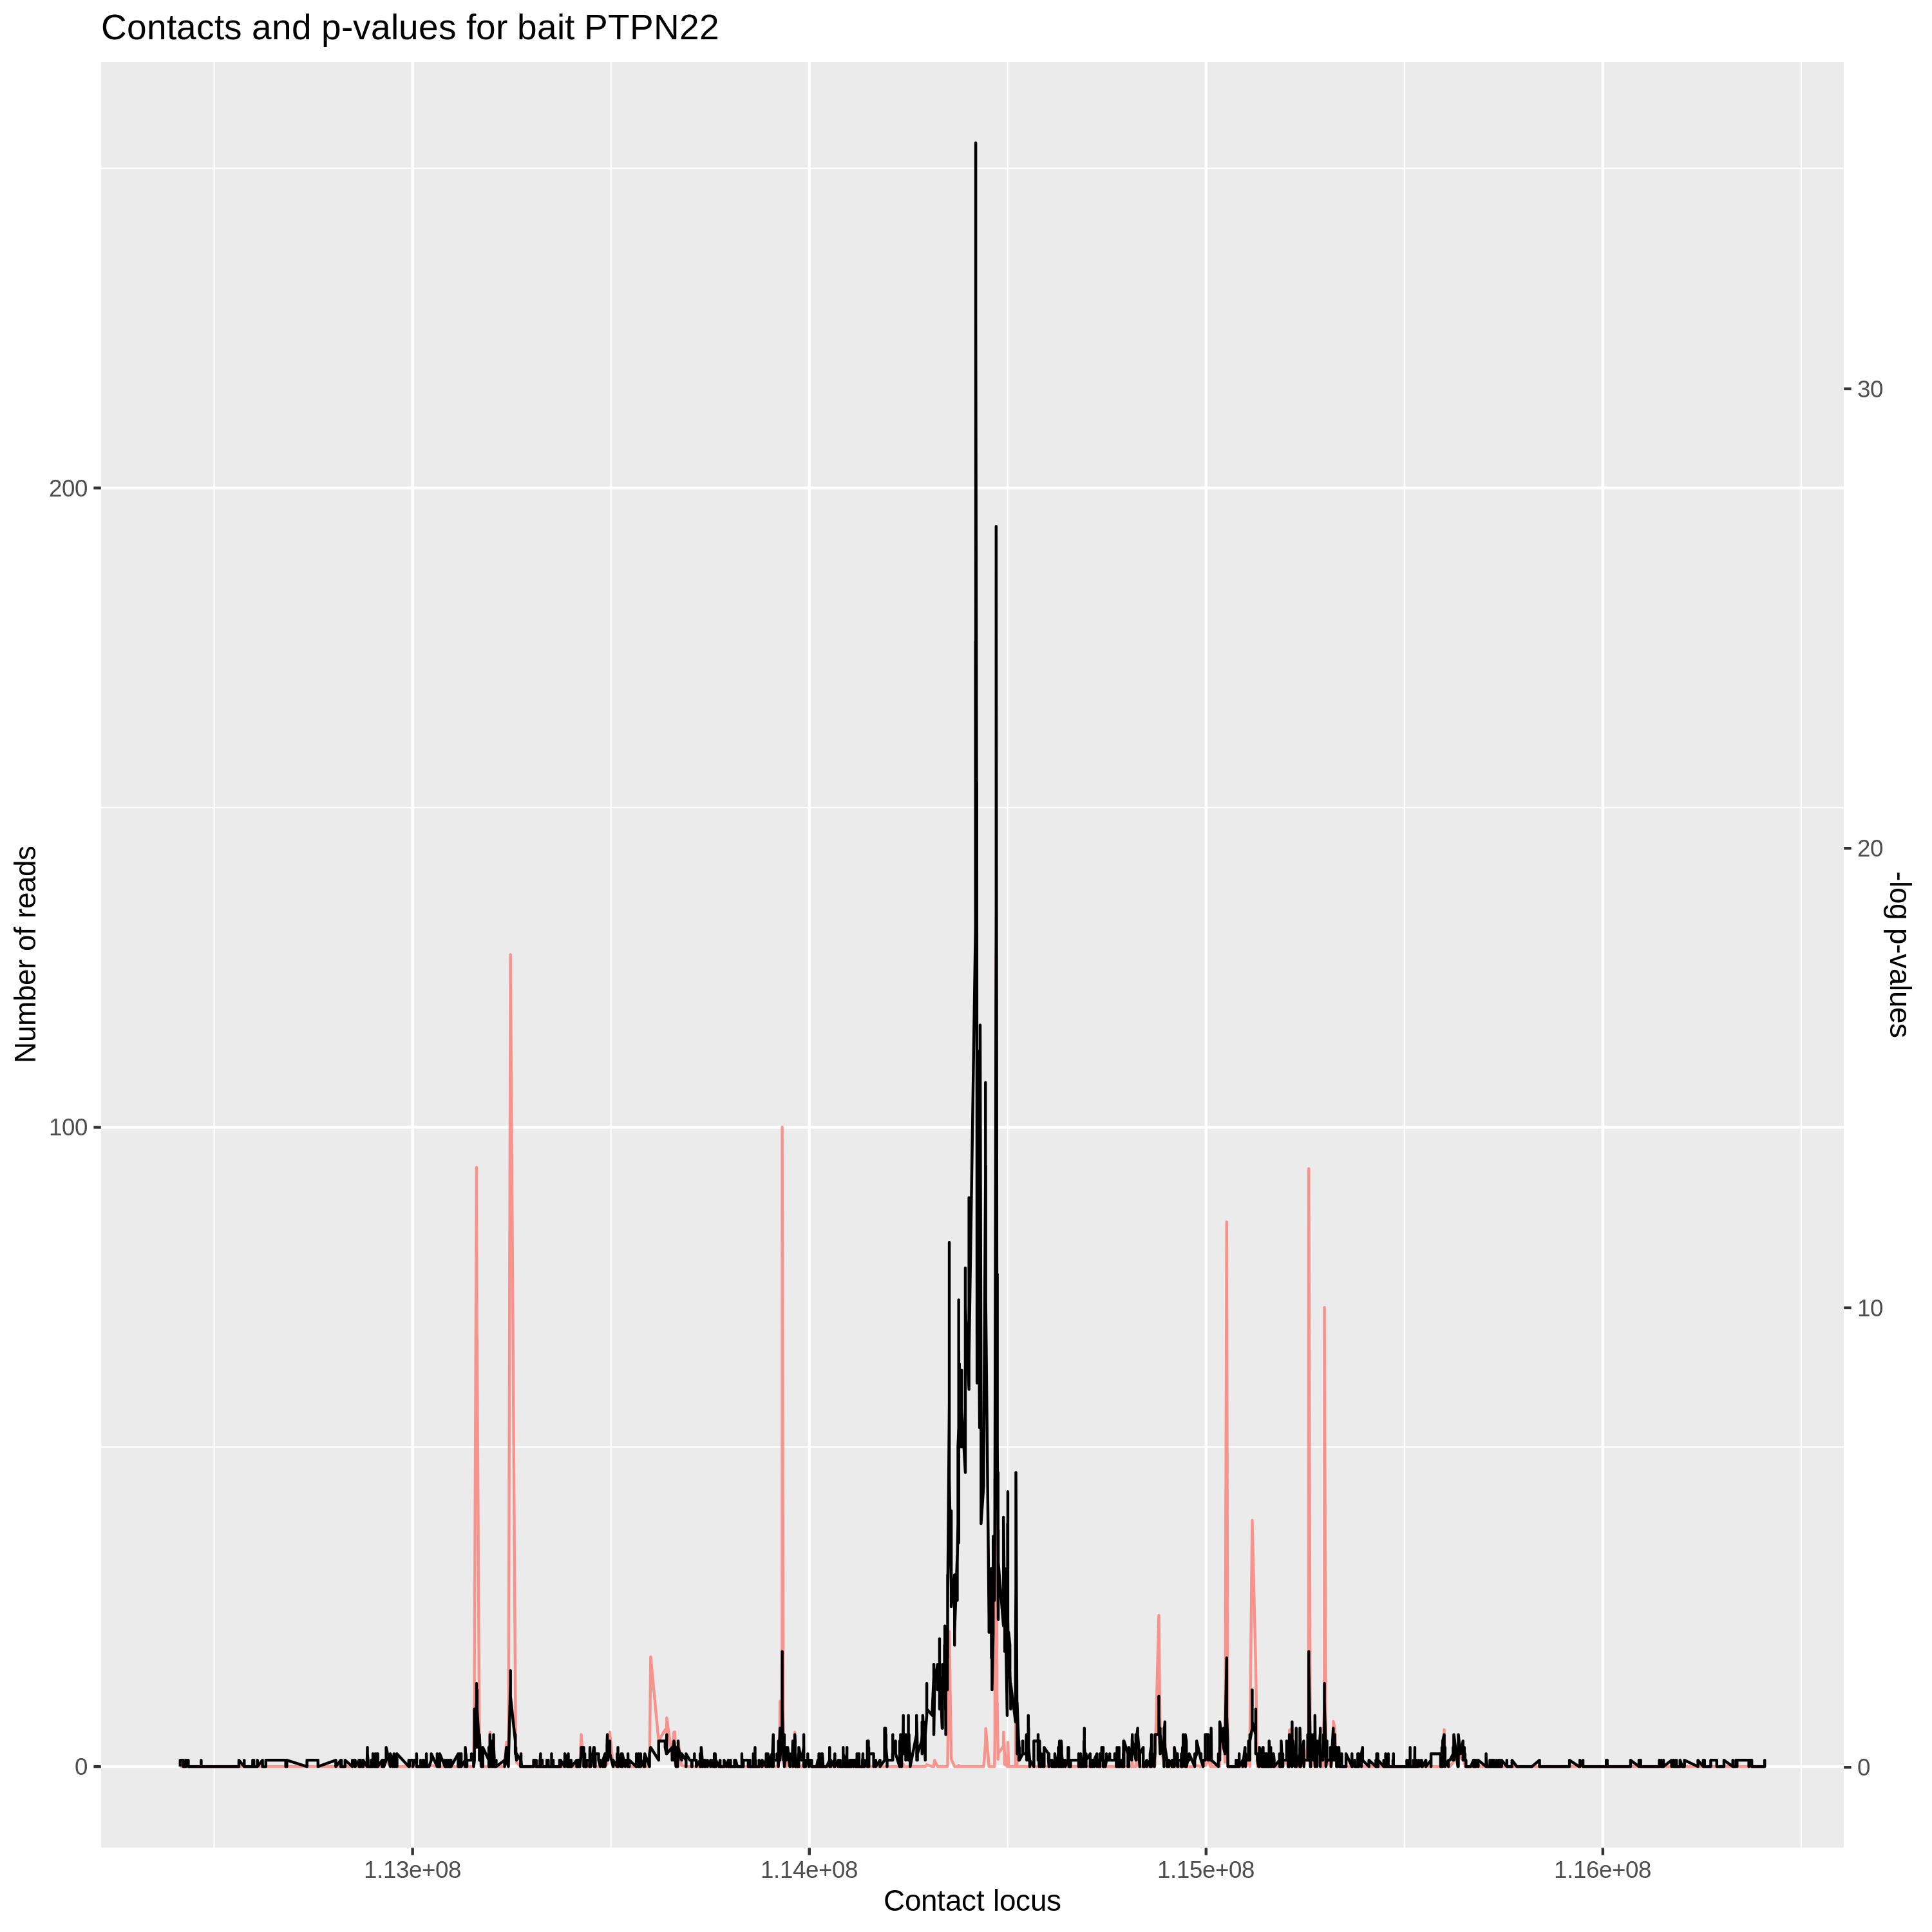 Contacts and p-values for bait PTPN22
Number of reads
200
100
0
30
20
10
0
-log p-values
1.13e+08 1.14e+08 1.15e+08 1.16e+08
Contact locus